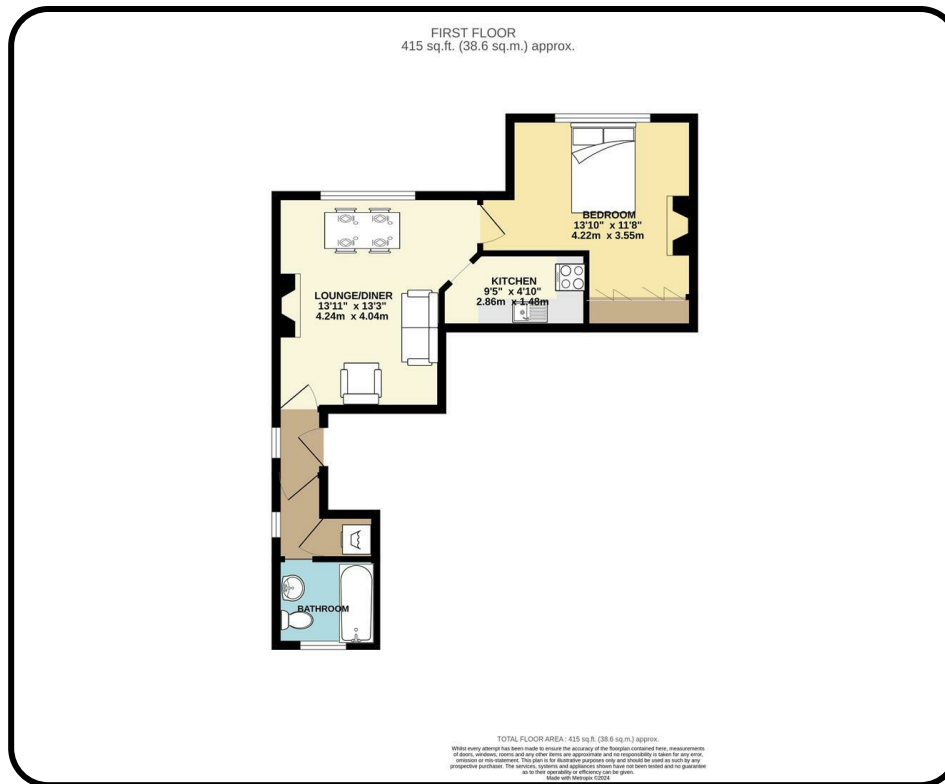 FIRST FLOOR
415 sq.ft. (38.6 sq.m.) approx.
BEDROOM
13'10" x 11'8"
4.22m x 3.55m
KITCHEN
9'5" x 4'10"
2.86m x 1.48m
LOUNGE/DINER
13'11" x 13'3"
4.24m x 4.04m
BATHROOM
TOTAL FLOOR AREA : 415 sq.ft. (38.6 sq.m.) approx.
Whilst every attempt has been made to ensure the accuracy of the floorplan contained here, measurements
of doors, windows, rooms and any other items are approximate and no responsibility is taken for any error,
omission or mis-statement. This plan is for illustrative purposes only and should be used as such by any
prospective purchaser. The services, systems and appliances shown have not been tested and no guarantee
as to their operability or efficiency can be given.
Made with Metropix ©2024